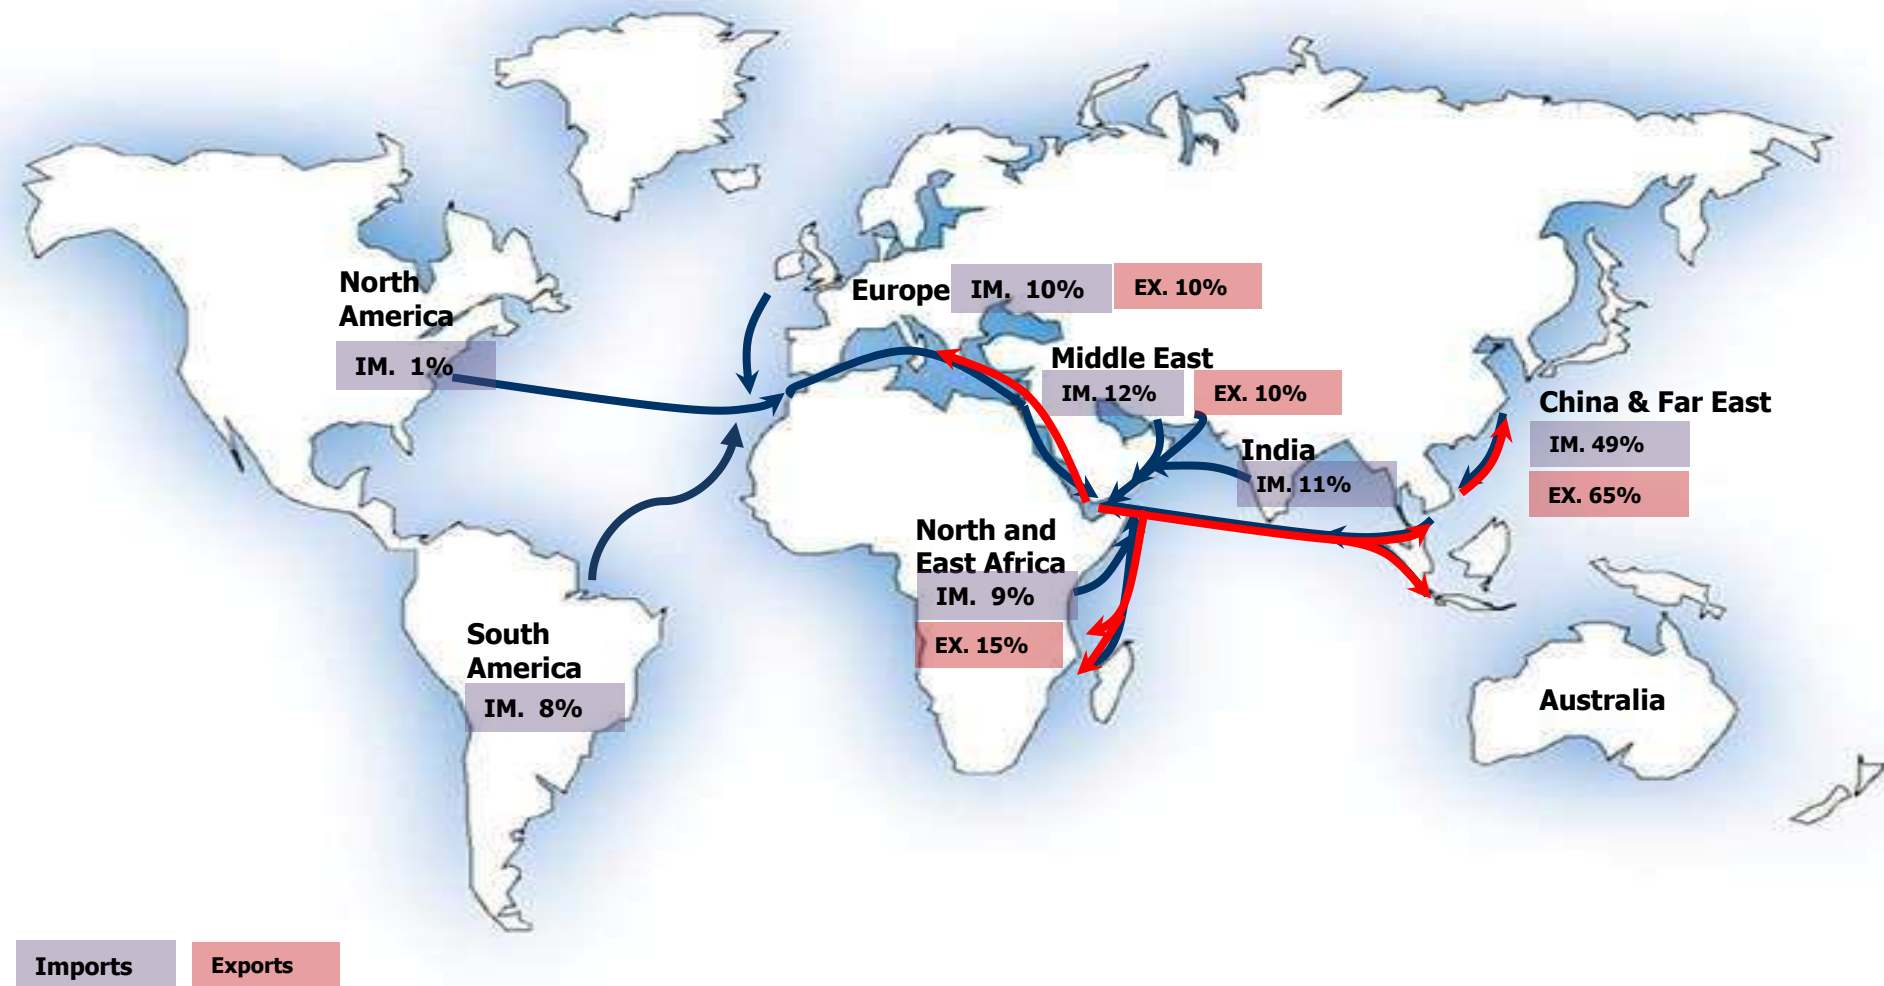 North
America
IM.  1%
Europe
IM.  10%
EX. 10%
Middle East
IM. 12%
EX. 10%
China & Far East
IM. 49%
EX. 65%
India
IM. 11%
North and
East Africa
IM.  9%
EX. 15%
South
America
IM.  8%
Australia
Imports
Exports